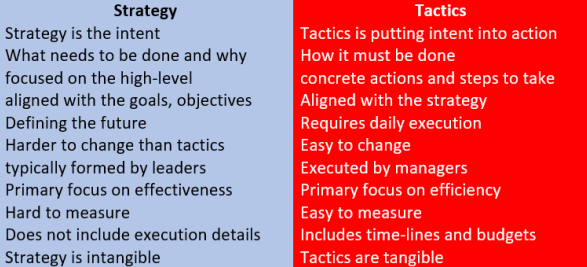 Strategy
Tactics
Strategy is the intent
Tactics is putting intent into action
What needs to be done and why
How it must be done
focused on the high-level
concrete actions and steps to take
aligned with the goals, objectives
Aligned with the strategy
Defining the future
Requires daily execution
Harder to change than tactics
Easy to change
typically formed by leaders
Executed by managers
Primary focus on effectiveness
Primary focus on efficiency
Hard to measure
Easy to measure
Does not include execution details
Includes time-lines and budgets
Strategy is intangible
Tactics are tangible